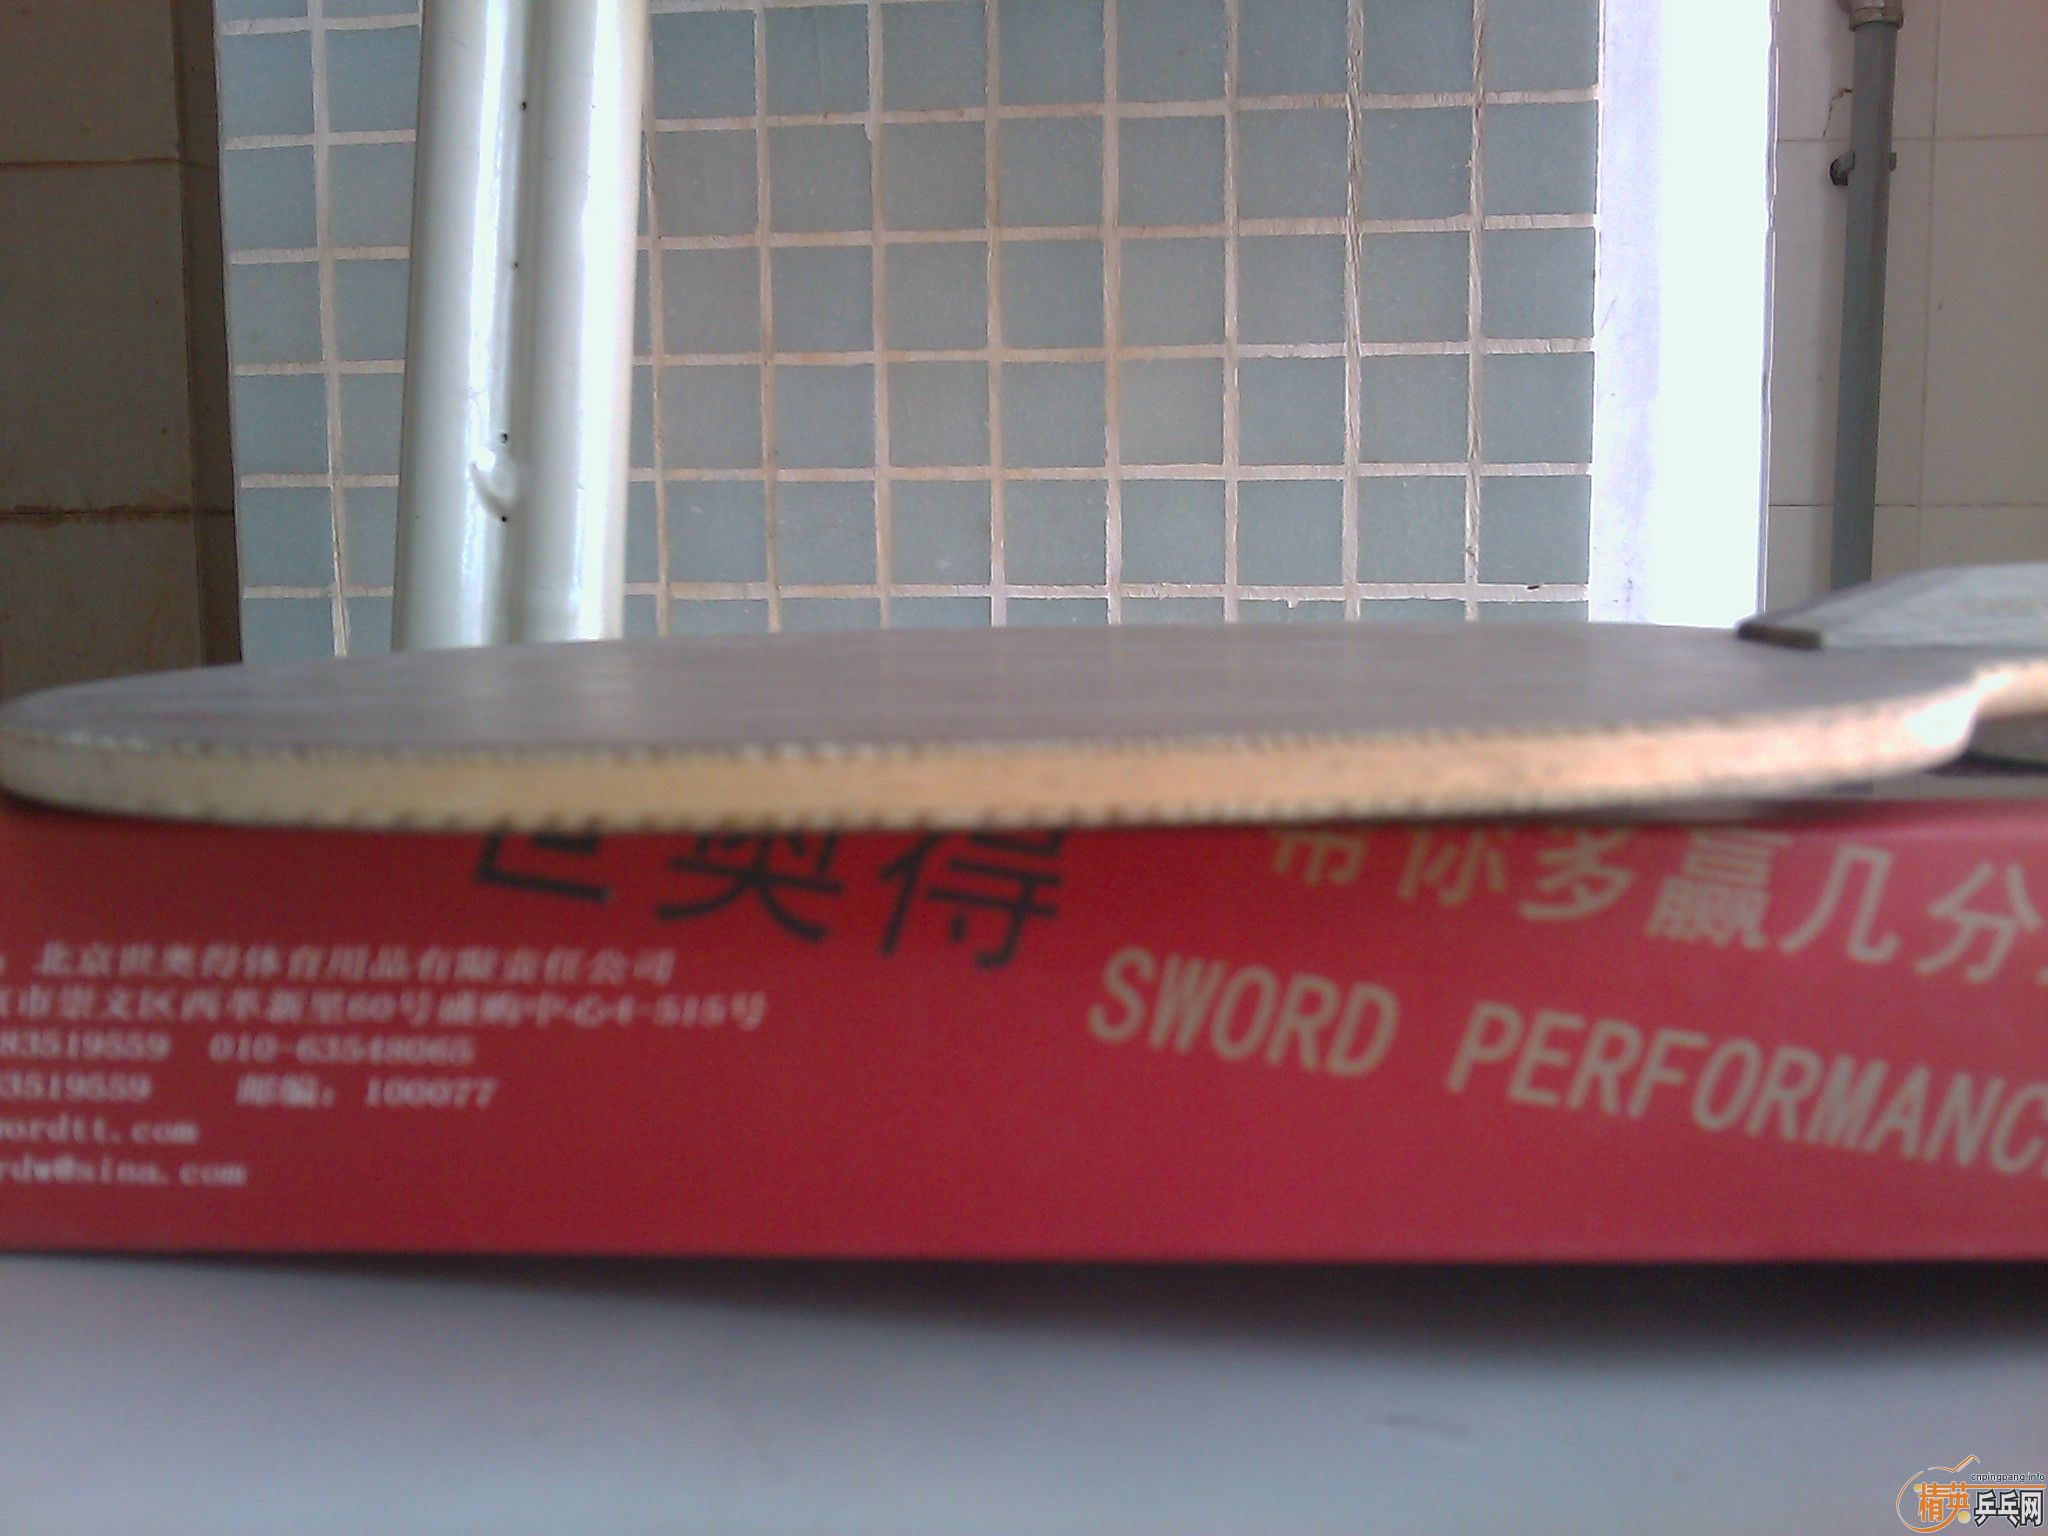 世奥得
带你多赢几分
SWORD PERFORMANC
北京世奥得体育用品有限责任公司
京市崇文区西革新里60号盛购中心4-515号
83519559 010-63548065
3519559 邮编：100077
wordtt.com
rdw@sina.com
cnpingpang.info
精英乒乓网